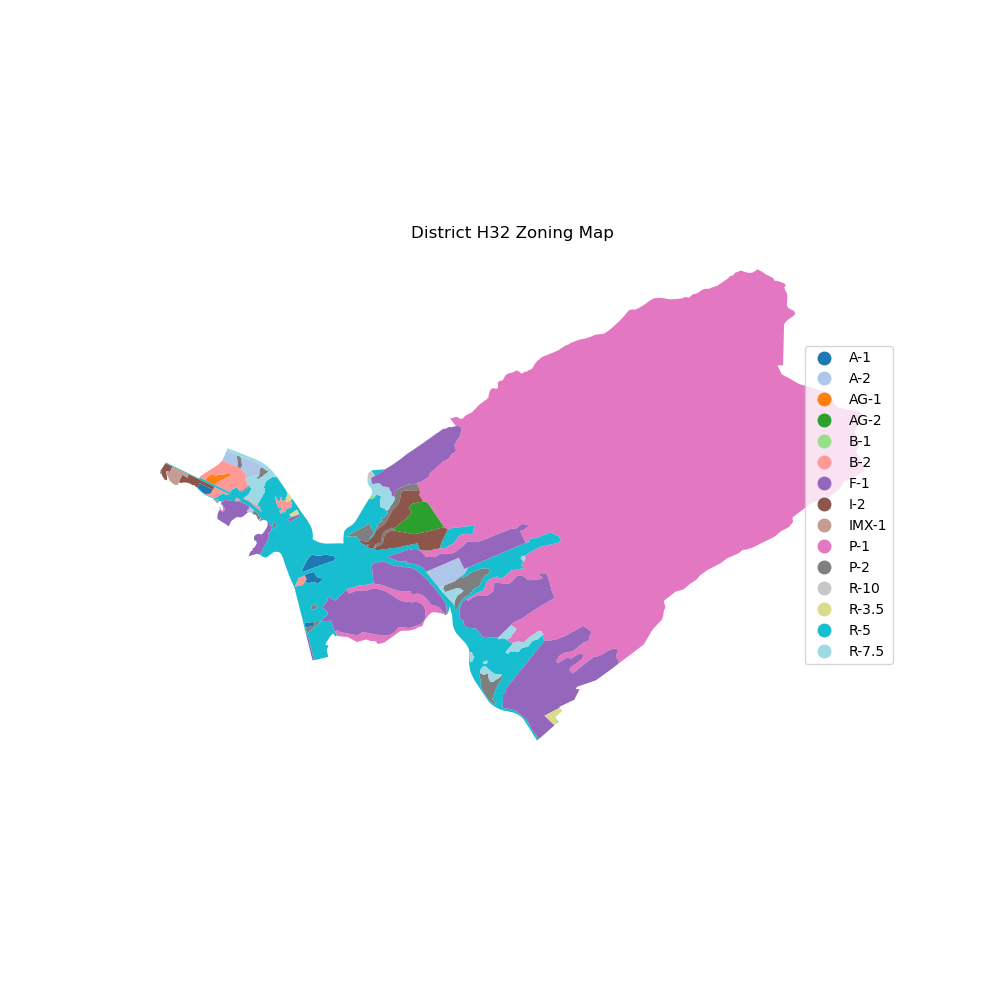 District H32 Zoning Map
A-1
A-2
AG-1
AG-2
B-1
B-2
F-1
I-2
IMX-1
P-1
P-2
R-10
R-3.5
R-5
R-7.5